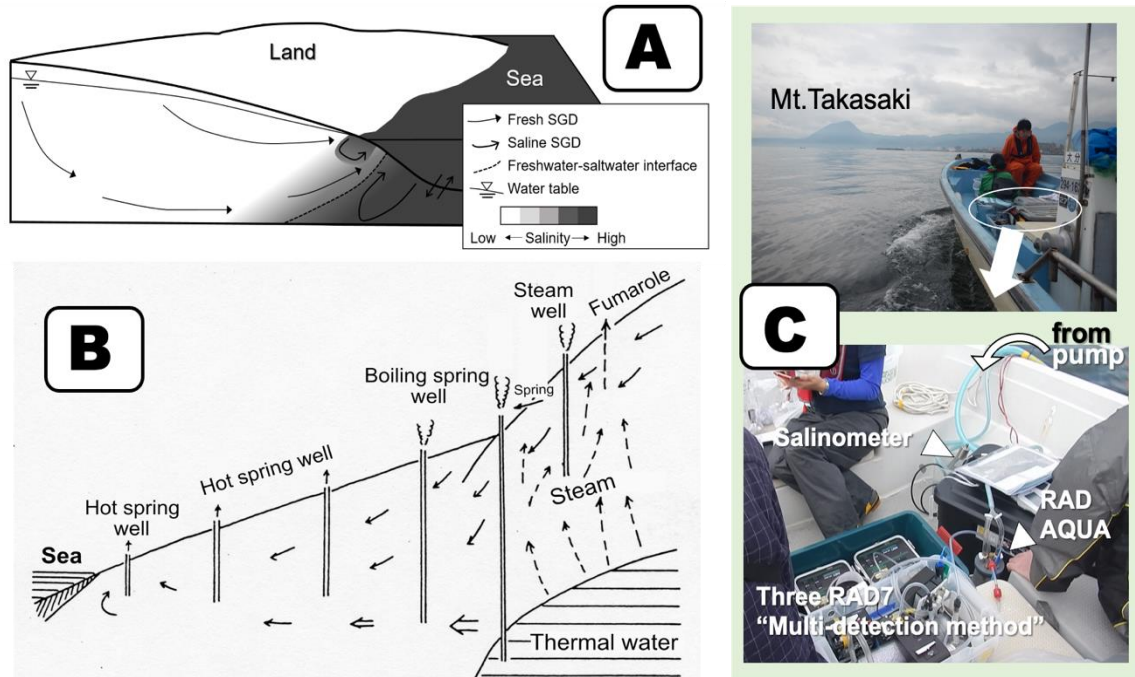 A
Land
Sea
Fresh SGD
Saline SGD
Freshwater-saltwater interface
Water table
Low ← Salinity → High
B
Steam
well
Fumarole
Boiling spring
well
Spring
Hot spring well
Steam
Hot spring
well
Sea
Thermal water
Mt.Takasaki
C
from
pump
Salinometer
RAD
AQUA
Three RAD7
“Multi-detection method”